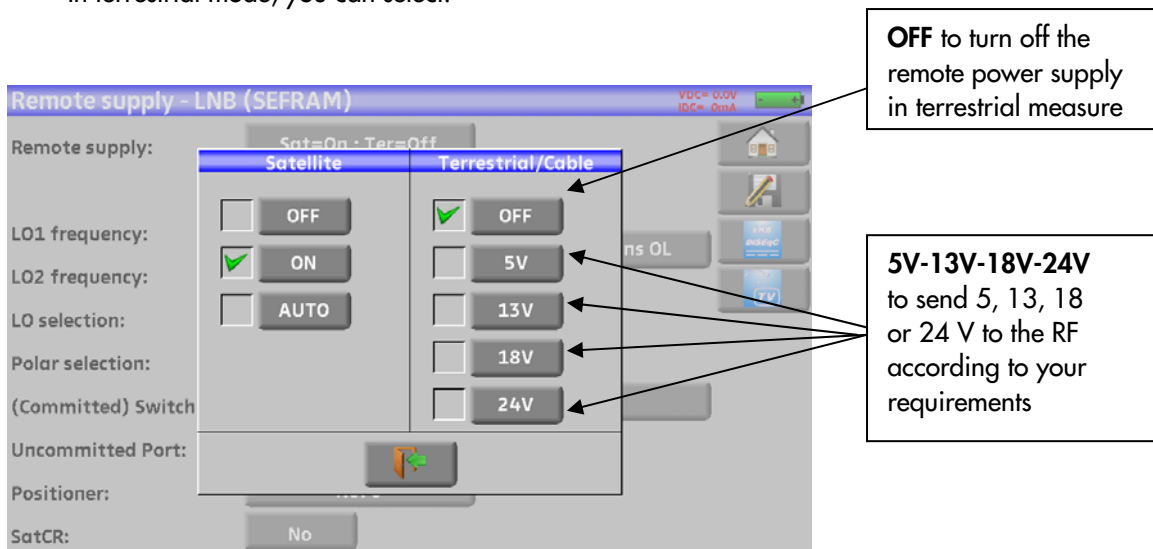 in terrestrial mode, you can select:
OFF to turn off the
remote power supply
in terrestrial measure
Remote supply - LNB (SEFRAM)
VDC= 0.0V
IDC= 0mA
- +
Remote supply:
Sat=On : Ter=Off
Satellite
Terrestrial/Cable
OFF
OFF
LO1 frequency:
ns OL
ON
5V
LO2 frequency:
AUTO
13V
LO selection:
TV
18V
Polar selection:
24V
(Committed) Switch
Uncommitted Port:
Positioner:
SatCR:
No
5V-13V-18V-24V
to send 5, 13, 18
or 24 V to the RF
according to your
requirements